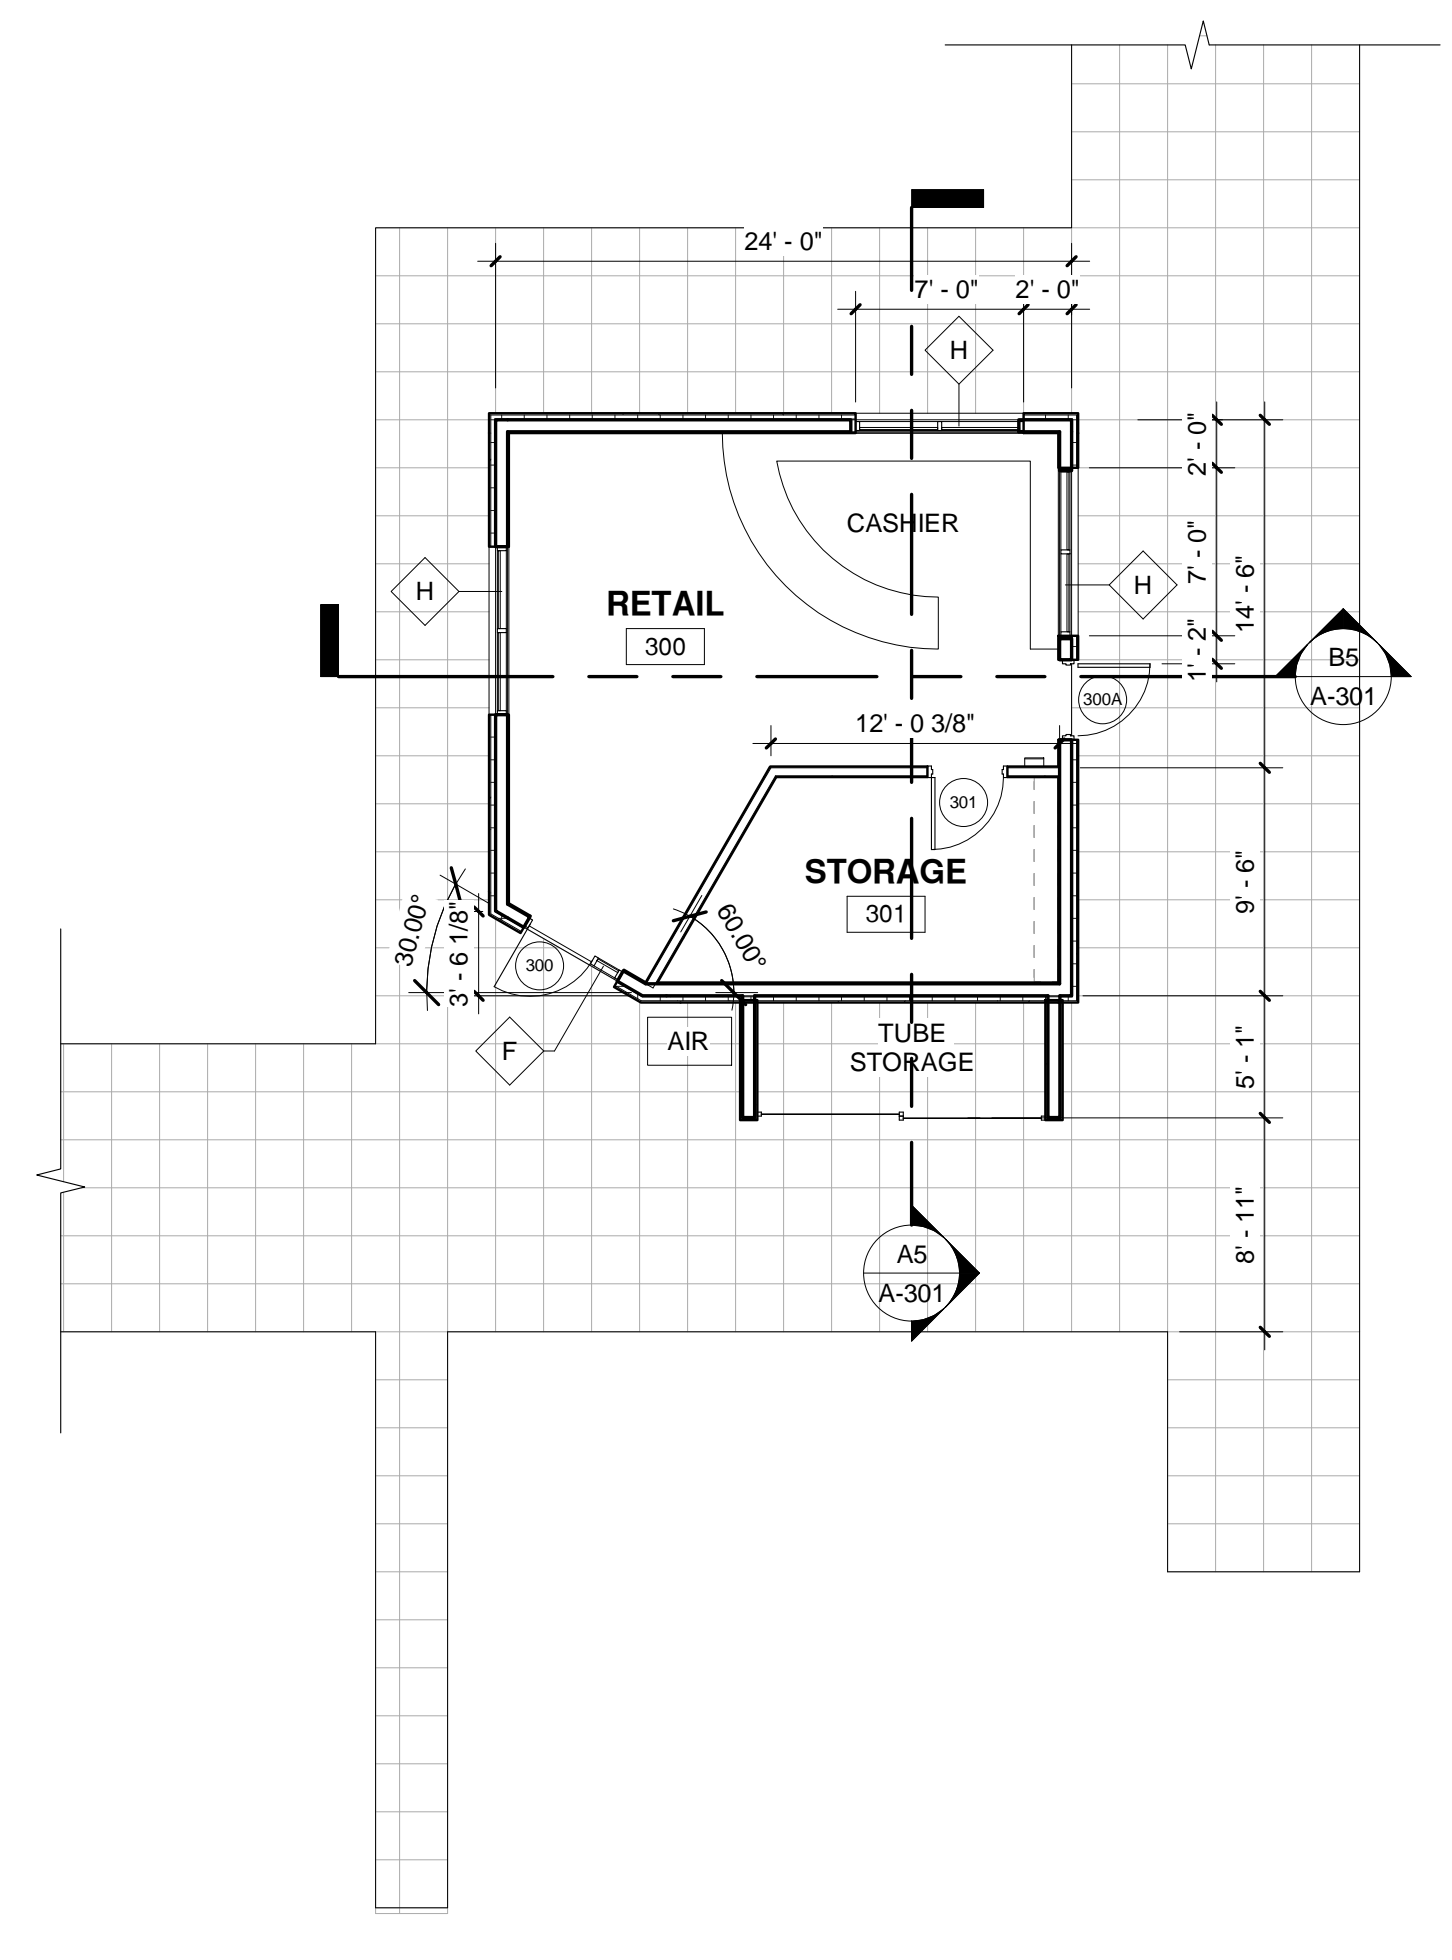 24' - 0"
7' - 0"
2' - 0"
H
2' - 0"
CASHIER
7' - 0"
14' - 6"
H
H
RETAIL
300
1' - 2"
B5
A-301
300A
12' - 0 3/8"
301
STORAGE
301
9' - 6"
30.00°
3' - 6 1/8"
60.00°
300
F
AIR
TUBE
STORAGE
5' - 1"
8' - 11"
A5
A-301